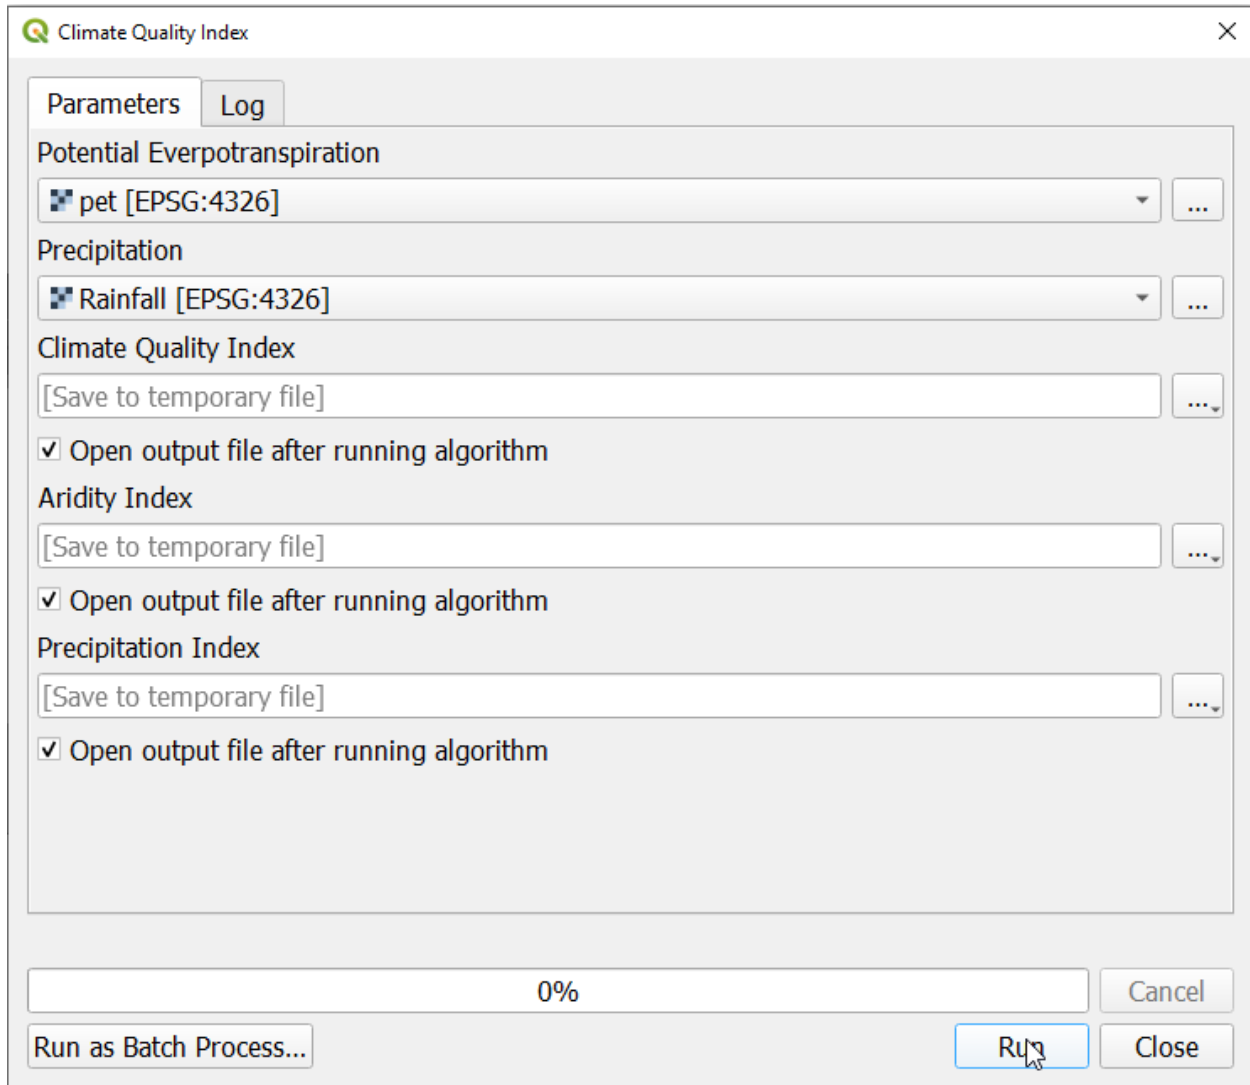 Climate Quality Index
Parameters
Log
Potential Everpotranspiration
pet [EPSG:4326]
...
Precipitation
Rainfall [EPSG:4326]
...
Climate Quality Index
[Save to temporary file]
...
Open output file after running algorithm
Aridity Index
[Save to temporary file]
...
Open output file after running algorithm
Precipitation Index
[Save to temporary file]
...
Open output file after running algorithm
0%
Cancel
Run as Batch Process...
Run
Close